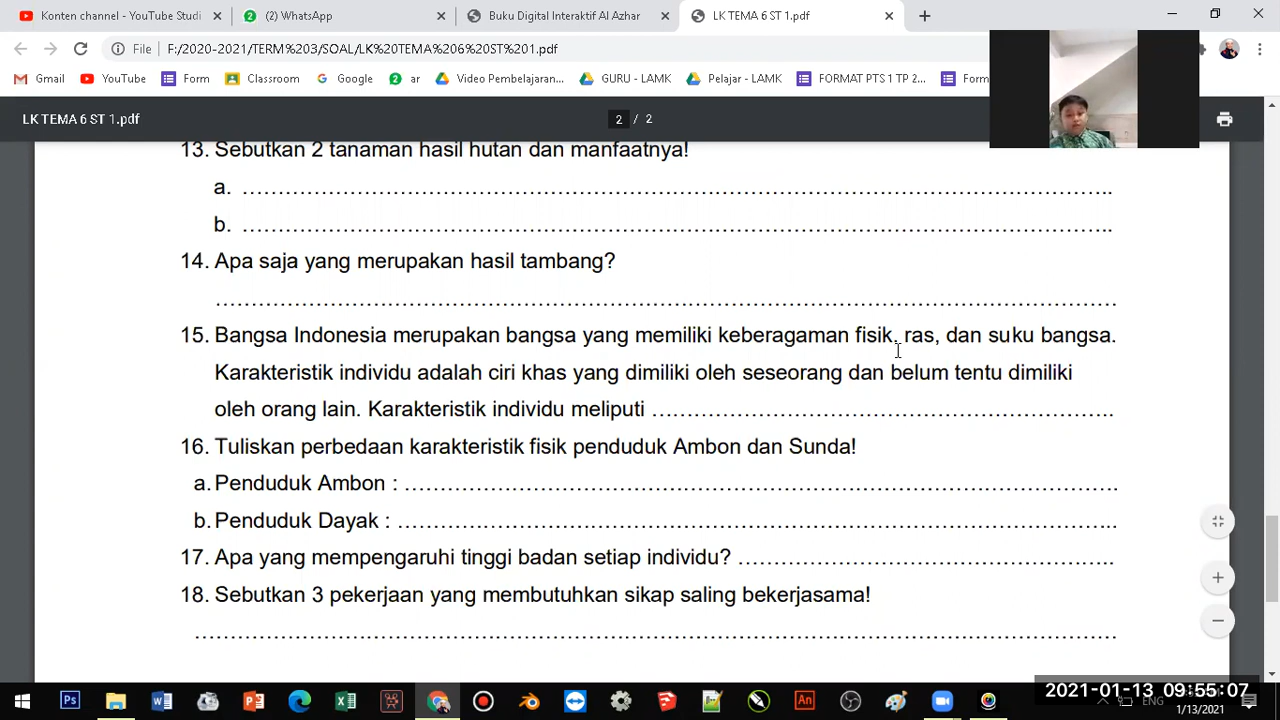 Konten channel - YouTube Studi
(2) WhatsApp
Buku Digital Interaktif Al Azhar
LK TEMA 6 ST 1.pdf
File F:/2020-2021/TERM%203/SOAL/LK%20TEMA%206%20ST%201.pdf
Gmail YouTube Form Classroom Google ar Video Pembelajaran... GURU - LAMK Pelajar - LAMK FORMAT PTS 1 TP 2... Form
LK TEMA 6 ST 1.pdf
2 / 2
13. Sebutkan 2 tanaman hasil hutan dan manfaatnya!
a. ……………………………………………………………………………………..
b. ……………………………………………………………………………………..
14. Apa saja yang merupakan hasil tambang?
…………………………………………………………………………………………
15. Bangsa Indonesia merupakan bangsa yang memiliki keberagaman fisik, ras, dan suku bangsa.
Karakteristik individu adalah ciri khas yang dimiliki oleh seseorang dan belum tentu dimiliki
oleh orang lain. Karakteristik individu meliputi ……………………………………………..
16. Tuliskan perbedaan karakteristik fisik penduduk Ambon dan Sunda!
a. Penduduk Ambon : ………………………………………………………………………
b. Penduduk Dayak : ………………………………………………………………………..
17. Apa yang mempengaruhi tinggi badan setiap individu? ……………………………………..
18. Sebutkan 3 pekerjaan yang membutuhkan sikap saling bekerjasama!
……………………………………………………………………………………………
2021-01-13 09:55:07
ENG
1/13/2021